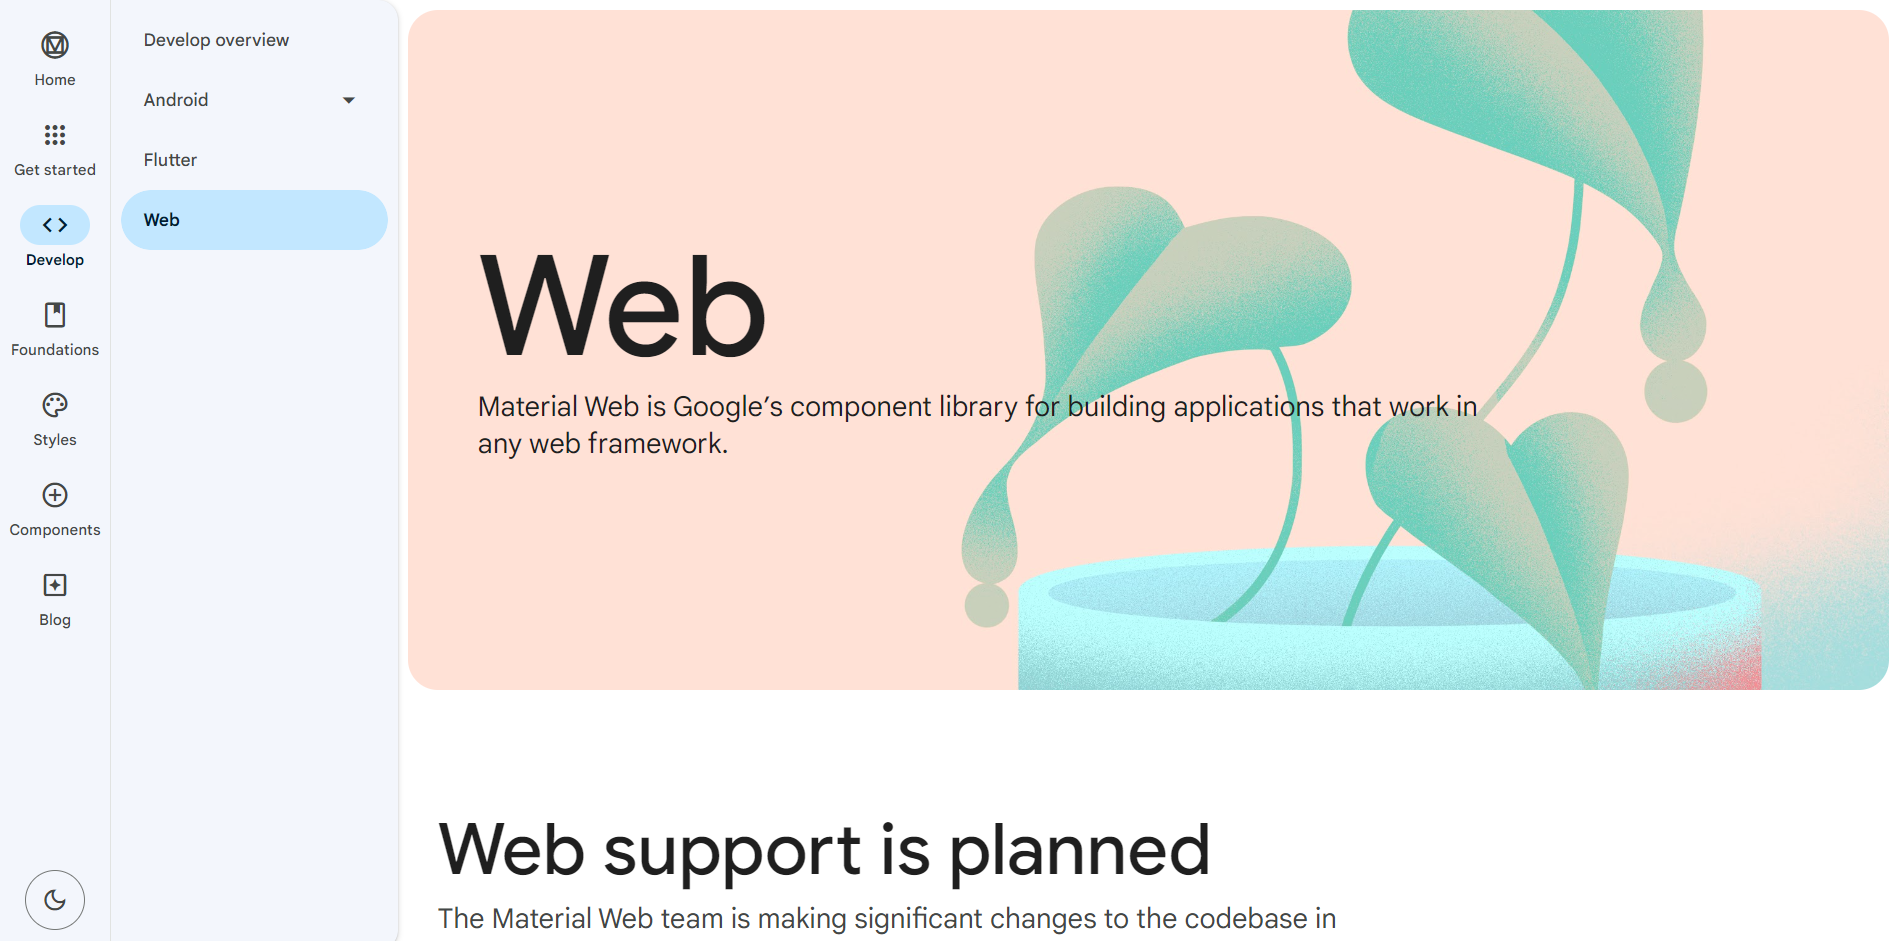 Home
Get started
Develop
Foundations
Styles
Components
Blog
Develop overview
Android
Flutter
Web
Web
Material Web is Google’s component library for building applications that work in
any web framework.
Web support is planned
The Material Web team is making significant changes to the codebase in